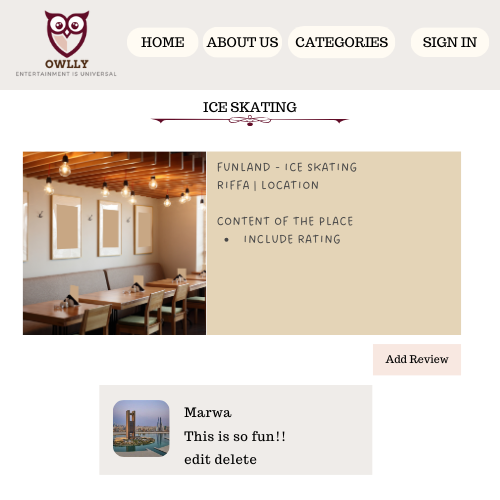 OWLLY
ENTERTAINMENT IS UNIVERSAL
HOME
ABOUT US
CATEGORIES
SIGN IN
ICE SKATING
FUNLAND - ICE SKATING
RIFFA | LOCATION
CONTENT OF THE PLACE
• INCLUDE RATING
Add Review
Marwa
This is so fun!!
edit delete